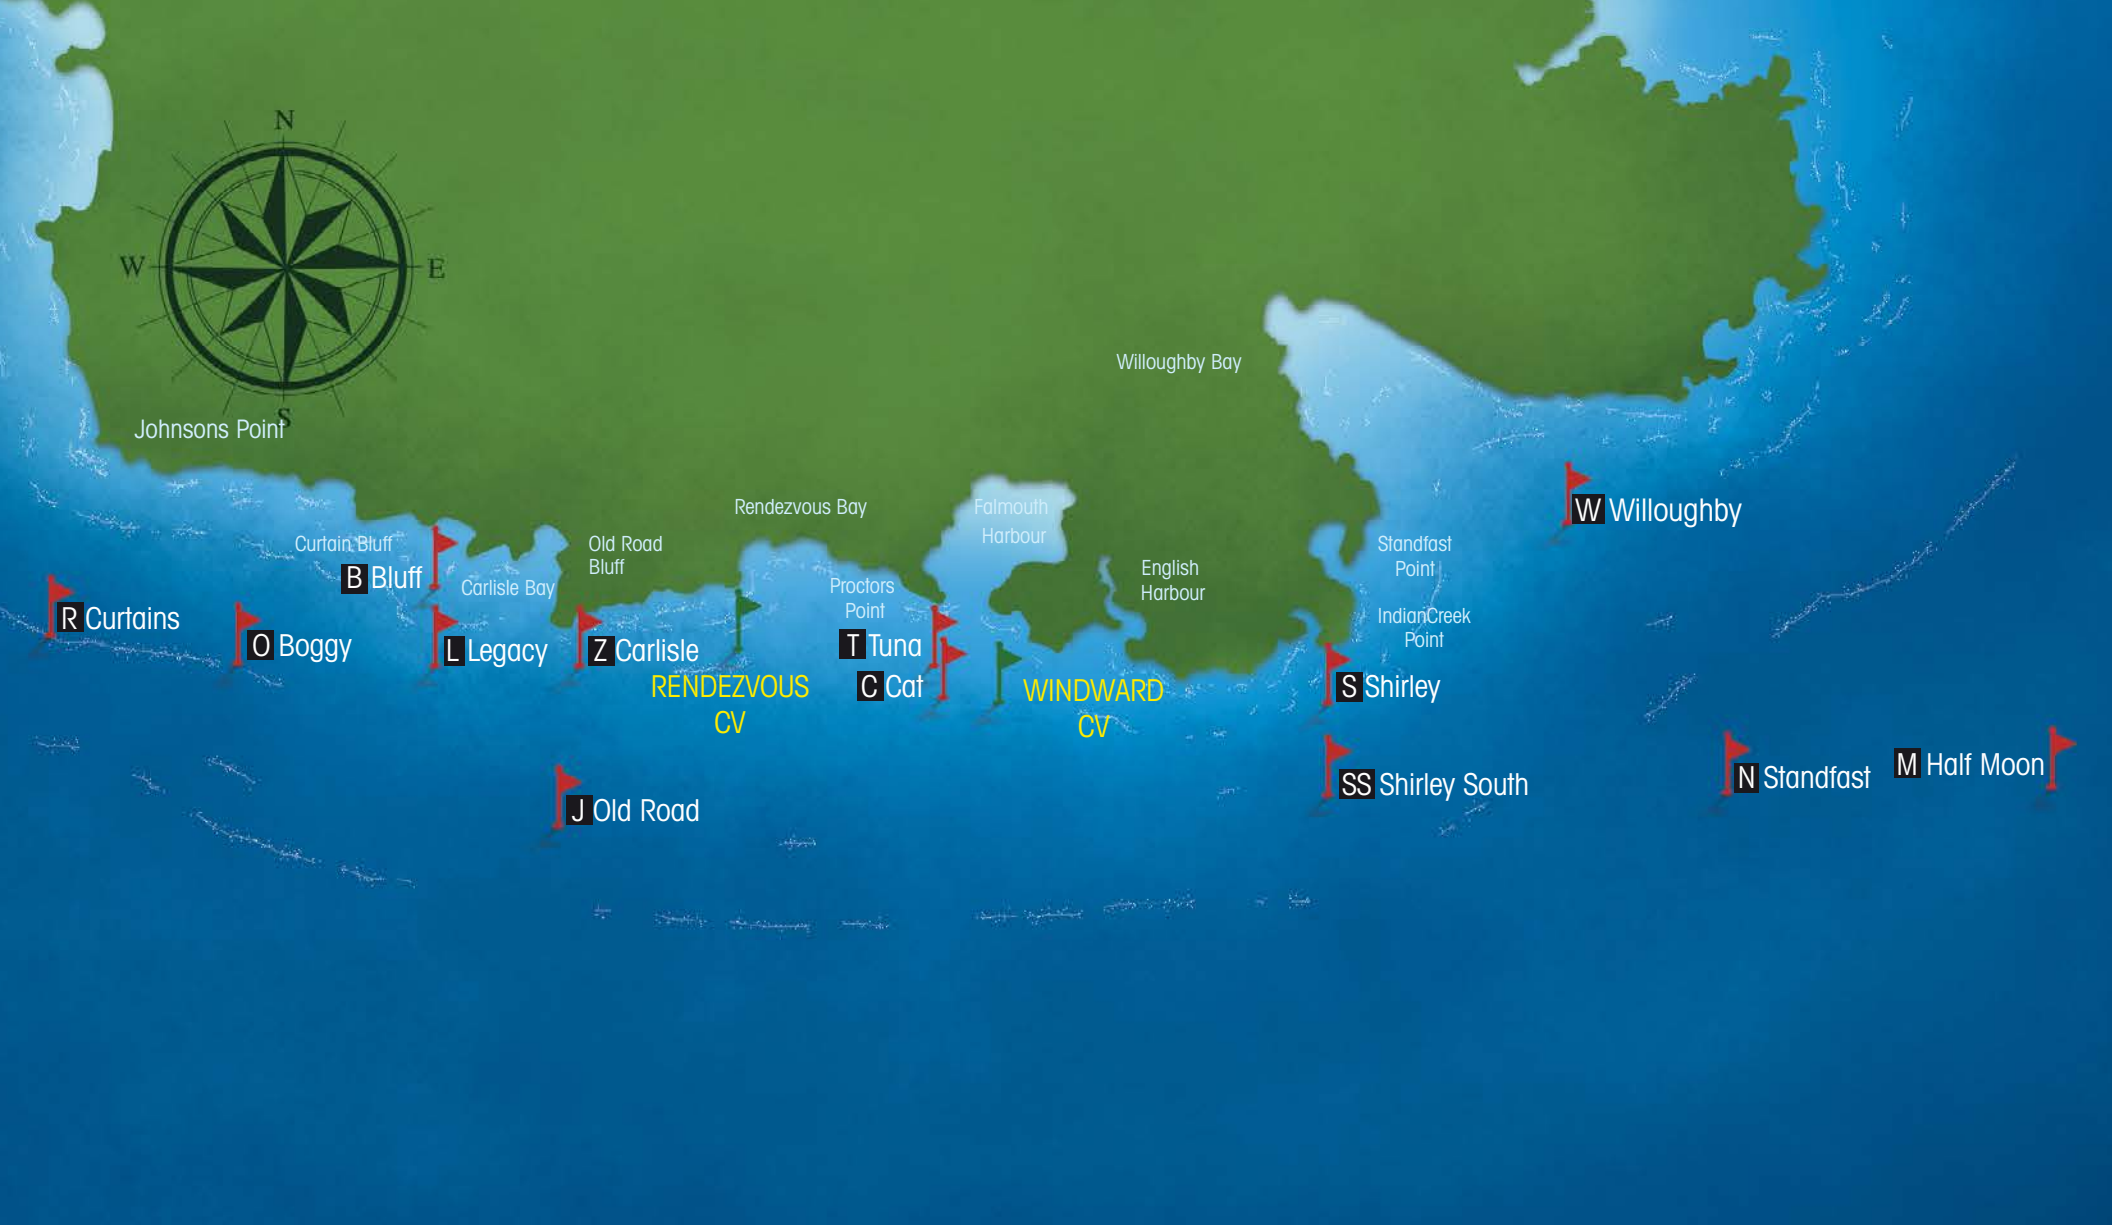 N
W
E
S
Johnsons Point
Willoughby Bay
Rendezvous Bay
Falmouth
Harbour
W Willoughby
Curtain Bluff
Old Road
Bluff
Standfast
Point
B Bluff
Carlisle Bay
Proctors
Point
English
Harbour
R Curtains
IndianCreek
Point
O Boggy
L Legacy
Z Carlisle
T Tuna
RENDEZVOUS
CV
C Cat
WINDWARD
CV
S Shirley
SS Shirley South
N Standfast
M Half Moon
J Old Road